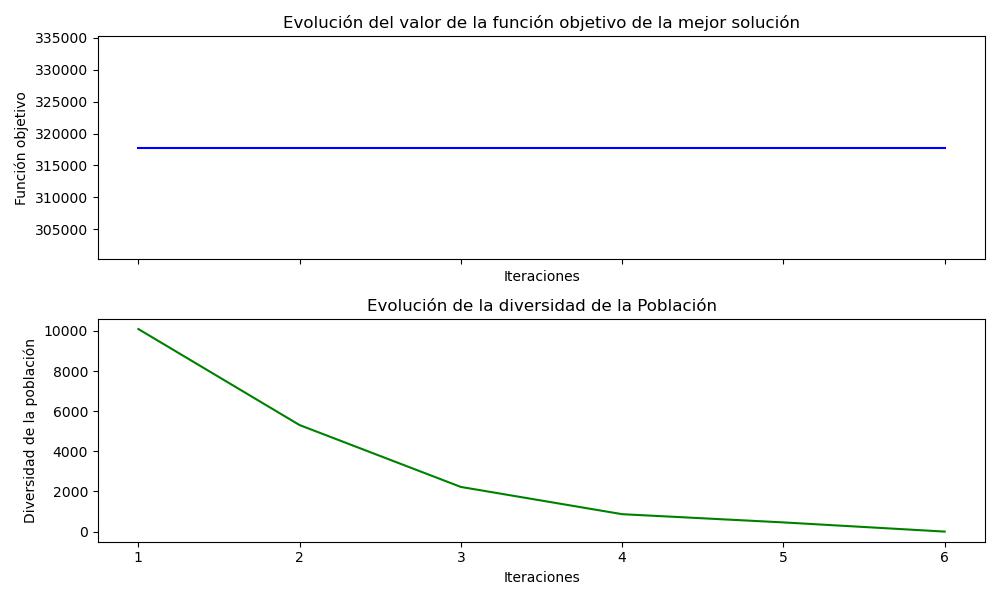 Evolución del valor de la función objetivo de la mejor solución
335000
330000
325000
320000
315000
310000
305000
Función objetivo
Iteraciones
Evolución de la diversidad de la Población
10000
8000
6000
4000
2000
0
Diversidad de la población
1 2 3 4 5 6
Iteraciones